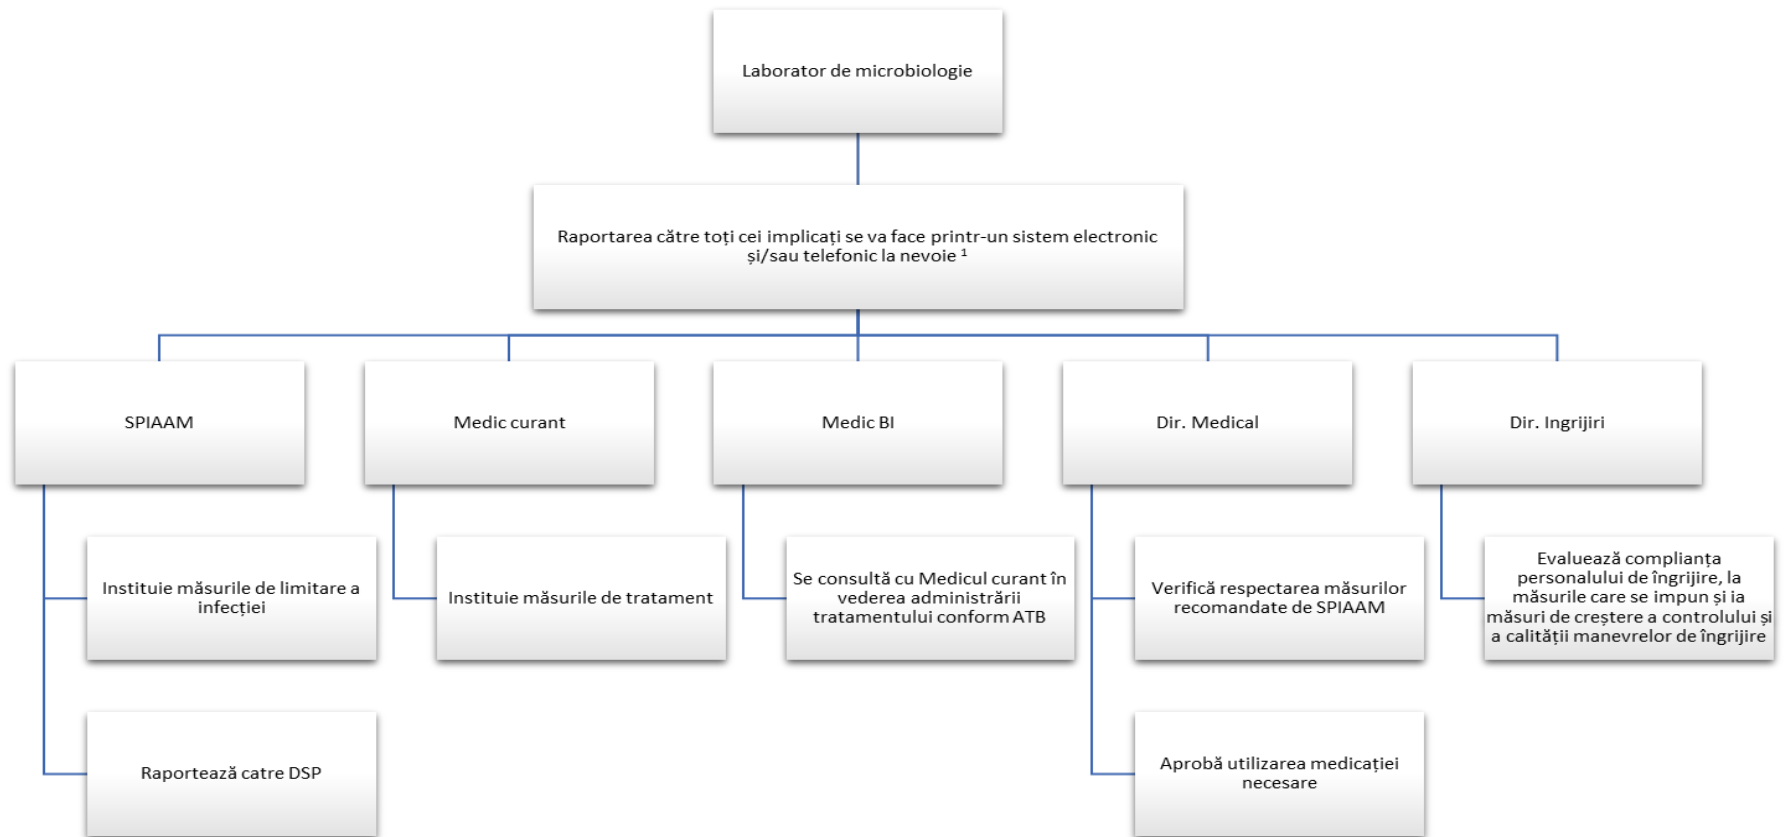 Laborator de microbiologie
Raportarea către toți cei implicați se va face printr-un sistem electronic
și/sau telefonic la nevoie ¹
SPIAAM
Medic curant
Medic BI
Dir. Medical
Dir. Ingrijiri
Instituie măsurile de limitare a
infecției
Instituie măsurile de tratament
Se consultă cu Medicul curant în
vederea administrării
tratamentului conform ATB
Verifică respectarea măsurilor
recomandate de SPIAAM
Evaluează complianța
personalului de îngrijire, la
măsurile care se impun și ia
măsuri de creștere a controlului și
a calității manevrelor de îngrijire
Raportează catre DSP
Aprobă utilizarea medicației
necesare